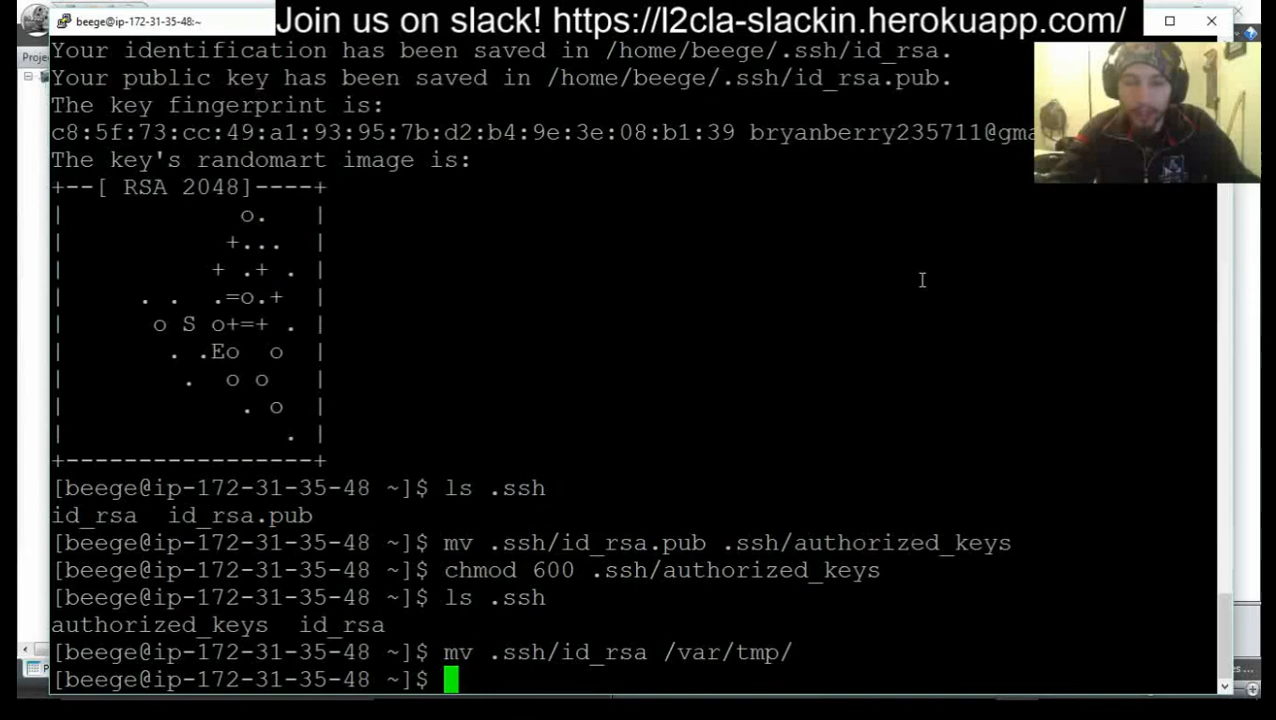 beege@ip-172-31-35-48:~
Join us on slack! https://l2cla-slackin.herokuapp.com/
Your identification has been saved in /home/beege/.ssh/id_rsa.
Projec
Your public key has been saved in /home/beege/.ssh/id_rsa.pub.
The key fingerprint is:
c8:5f:73:cc:49:a1:93:95:7b:d2:b4:9e:3e:08:b1:39 bryanberry235711@gma
The key's randomart image is:
+--[ RSA 2048]----+
|            o.   |
|           +...  |
|          + .+ . |
|     . .  .=o.+  |
|      o S o+=+ . |
|       . .Eo  o  |
|        .  o o   |
|            . o  |
|               . |
+-----------------+
[beege@ip-172-31-35-48 ~]$ ls .ssh
id_rsa  id_rsa.pub
[beege@ip-172-31-35-48 ~]$ mv .ssh/id_rsa.pub .ssh/authorized_keys
[beege@ip-172-31-35-48 ~]$ chmod 600 .ssh/authorized_keys
[beege@ip-172-31-35-48 ~]$ ls .ssh
authorized_keys  id_rsa
[beege@ip-172-31-35-48 ~]$ mv .ssh/id_rsa /var/tmp/
[beege@ip-172-31-35-48 ~]$